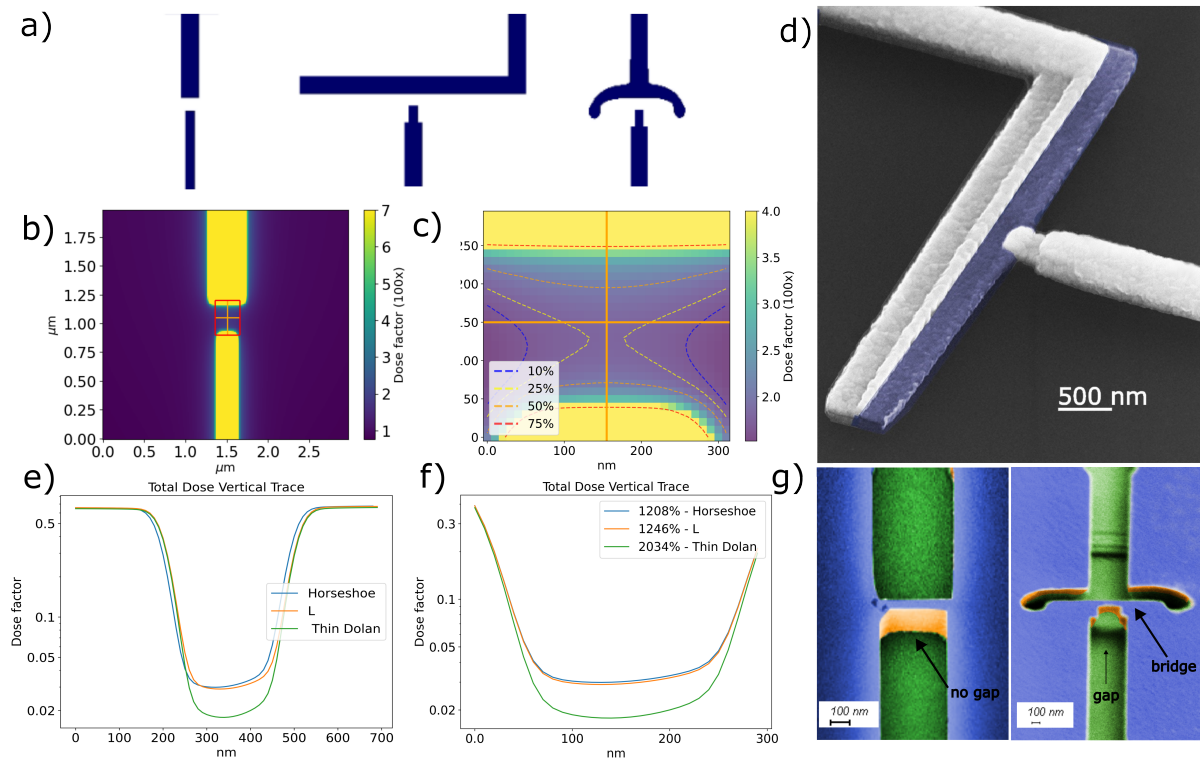 a)
b)
μm
1.75
1.50
1.25
1.00
0.75
0.50
0.25
0.00
0.0
0.5
1.0
1.5
2.0
2.5
μm
7
6
5
4
3
2
1
Dose factor (100x)
c)
250
200
150
50
0
0.0
100
200
300
nm
10%
25%
50%
75%
4.0
3.5
3.0
2.5
2.0
Dose factor (100x)
d)
500 nm
e)
Total Dose Vertical Trace
Dose factor
0.5
0.1
0.05
0.02
0
100
200
300
400
500
600
700
nm
Horseshoe
L
Thin Dolan
f)
Total Dose Vertical Trace
Dose factor
0.3
0.1
0.05
0.02
0.0
100
200
300
nm
1208% - Horseshoe
1246% - L
2034% - Thin Dolan
g)
no gap
100 nm
bridge
gap
100 nm